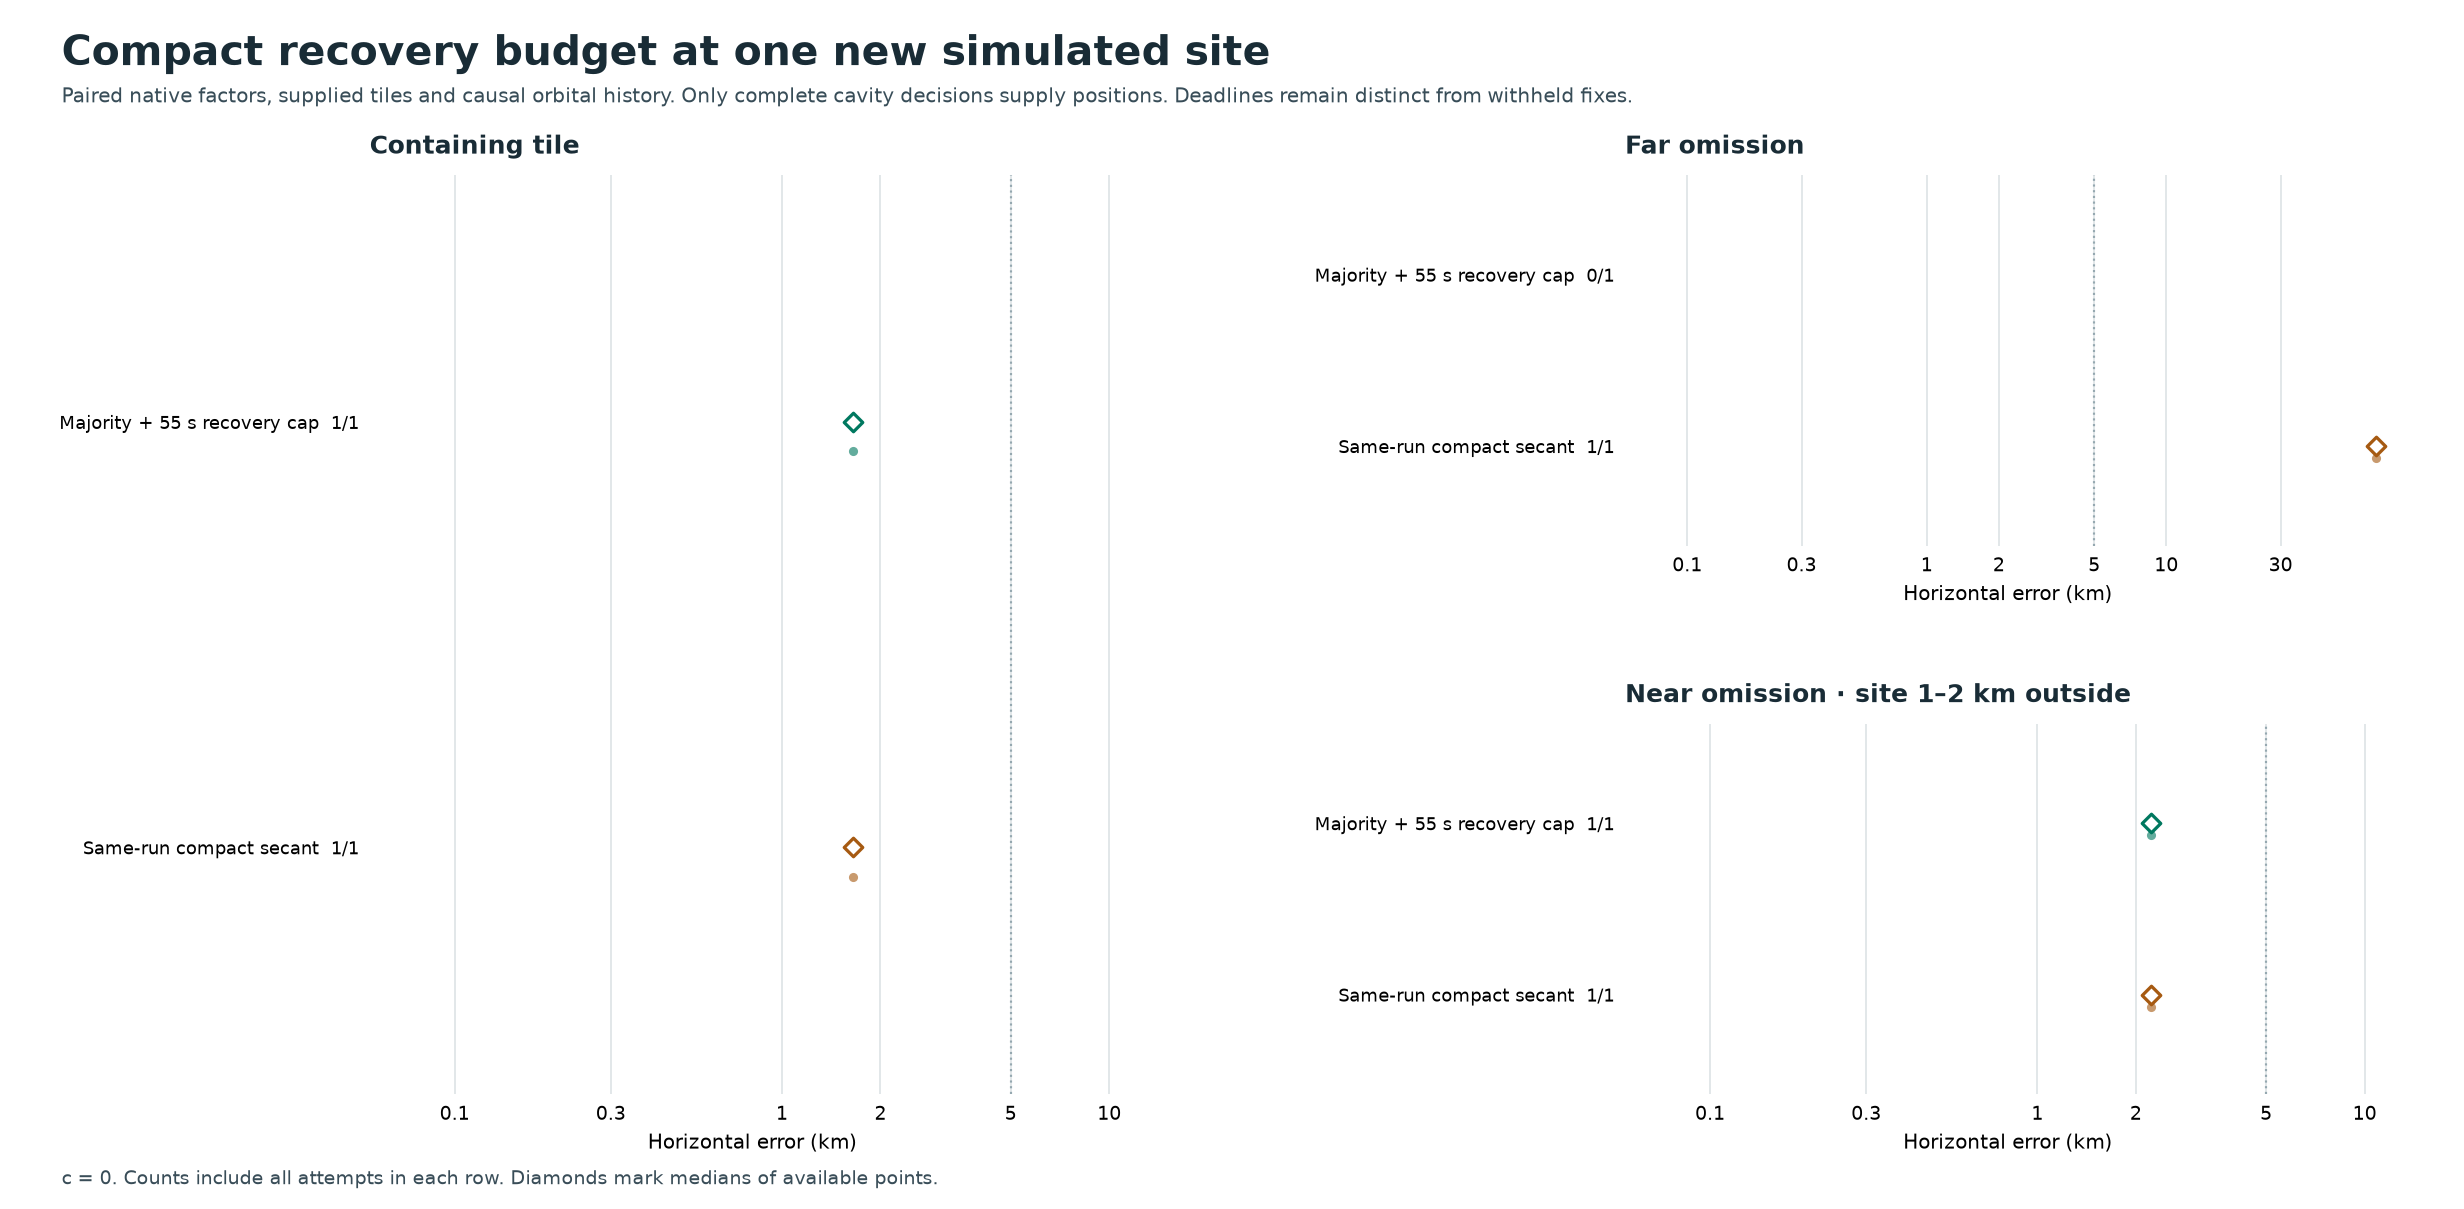 Compact recovery budget at one new simulated site
Paired native factors, supplied tiles and causal orbital history. Only complete cavity decisions supply positions. Deadlines remain distinct from withheld fixes.
Containing tile
Majority + 55 s recovery cap  1/1
Same-run compact secant  1/1
0.1 0.3 1 2 5 10
Horizontal error (km)
Far omission
Majority + 55 s recovery cap  0/1
Same-run compact secant  1/1
0.1 0.3 1 2 5 10 30
Horizontal error (km)
Near omission · site 1–2 km outside
Majority + 55 s recovery cap  1/1
Same-run compact secant  1/1
0.1 0.3 1 2 5 10
Horizontal error (km)
c = 0. Counts include all attempts in each row. Diamonds mark medians of available points.